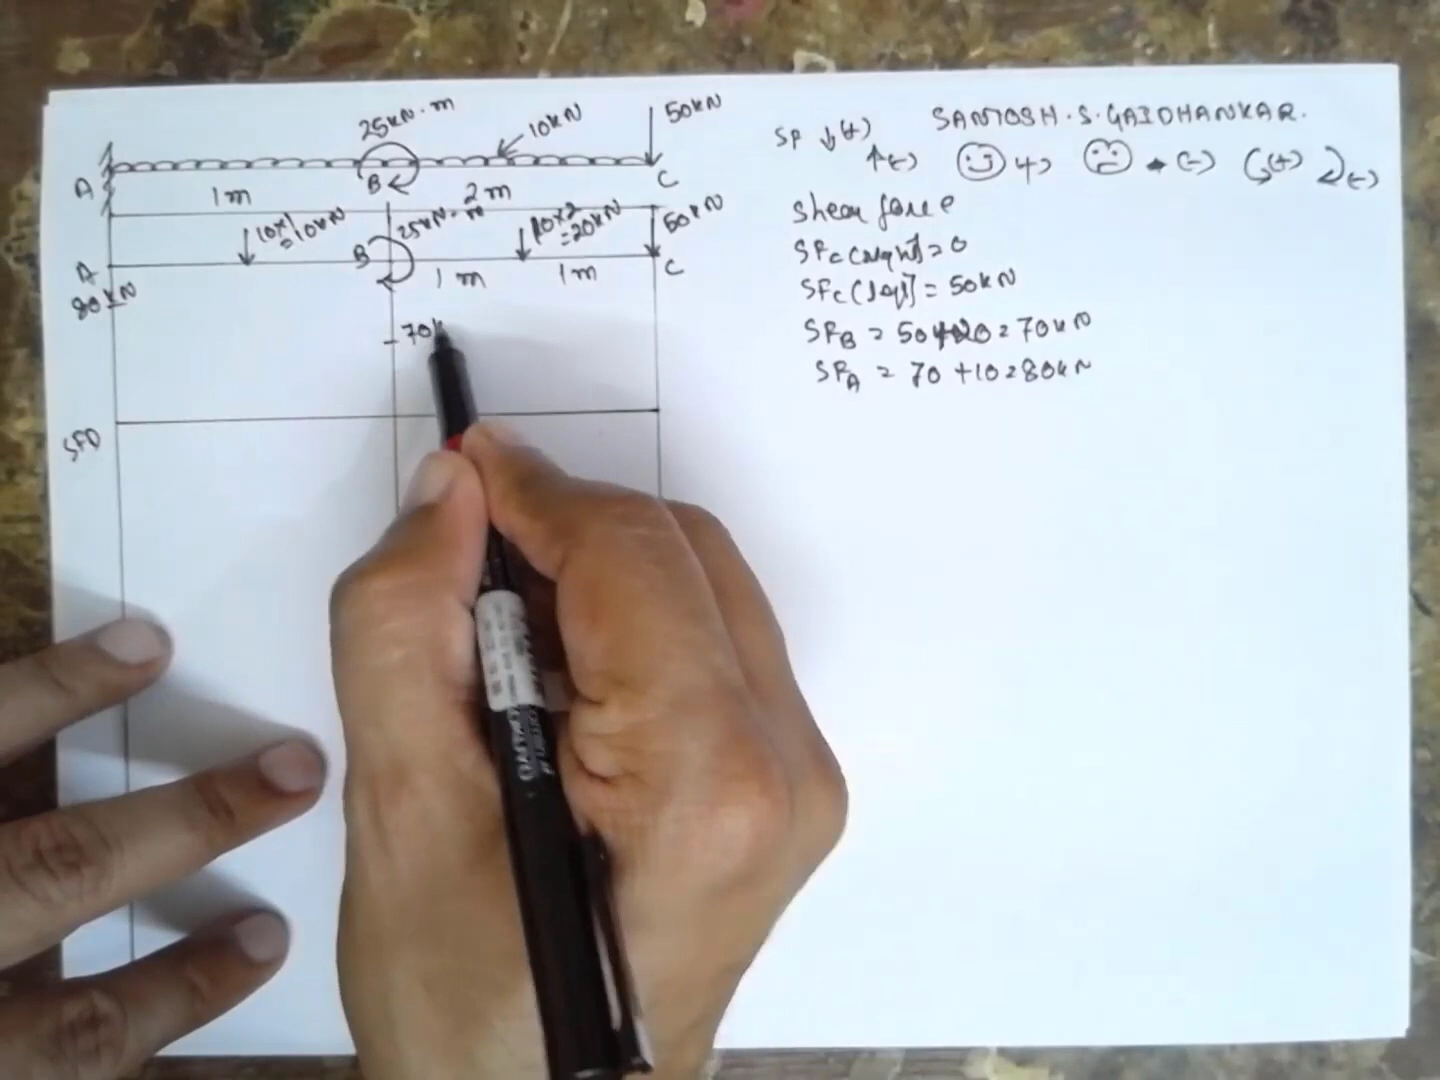 25kN.m
10kN
50kN
A
B
C
1m
2m
10x1
=10kN
25kN.m
10x2
=20kN
50kN
A
B
1m
1m
C
80kN
70k
SFD
SANTOSH.S.GAIDHANKAR.
SF ↓(+)
↑(-)
(+)
(-)
(+)
(-)
Shear force
SFC (right) = 0
SFC (left) = 50kN
SFB = 50+20 = 70kN
SFA = 70+10 = 80kN